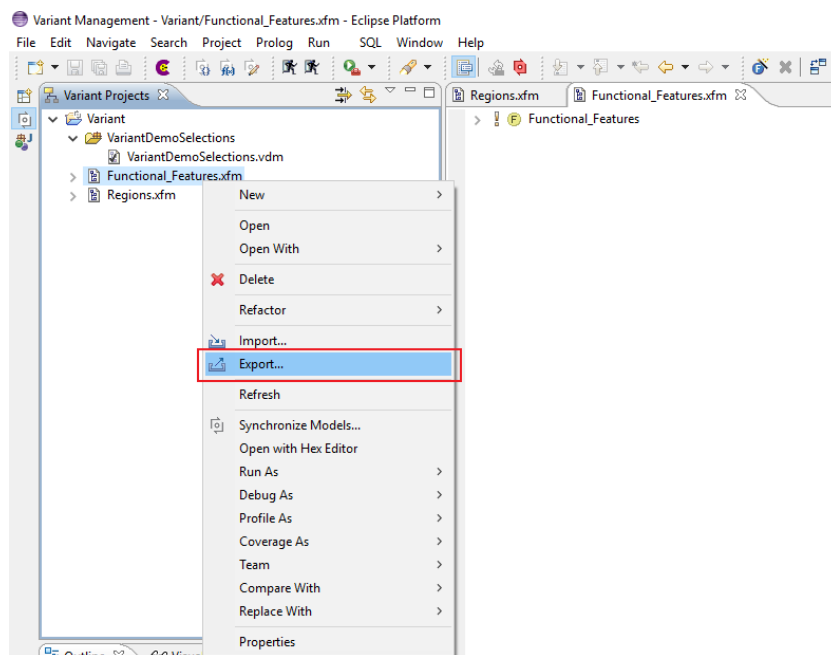 Variant Management - Variant/Functional_Features.xfm - Eclipse Platform
File Edit Navigate Search Project Prolog Run SQL Window Help
Variant Projects
Regions.xfm
Functional_Features.xfm
Variant
Functional_Features
VariantDemoSelections
VariantDemoSelections.vdm
Functional_Features.xfm
Regions.xfm
New
Open
Open With
Delete
Refactor
Import...
Export...
Refresh
Synchronize Models...
Open with Hex Editor
Run As
Debug As
Profile As
Coverage As
Team
Compare With
Replace With
Properties